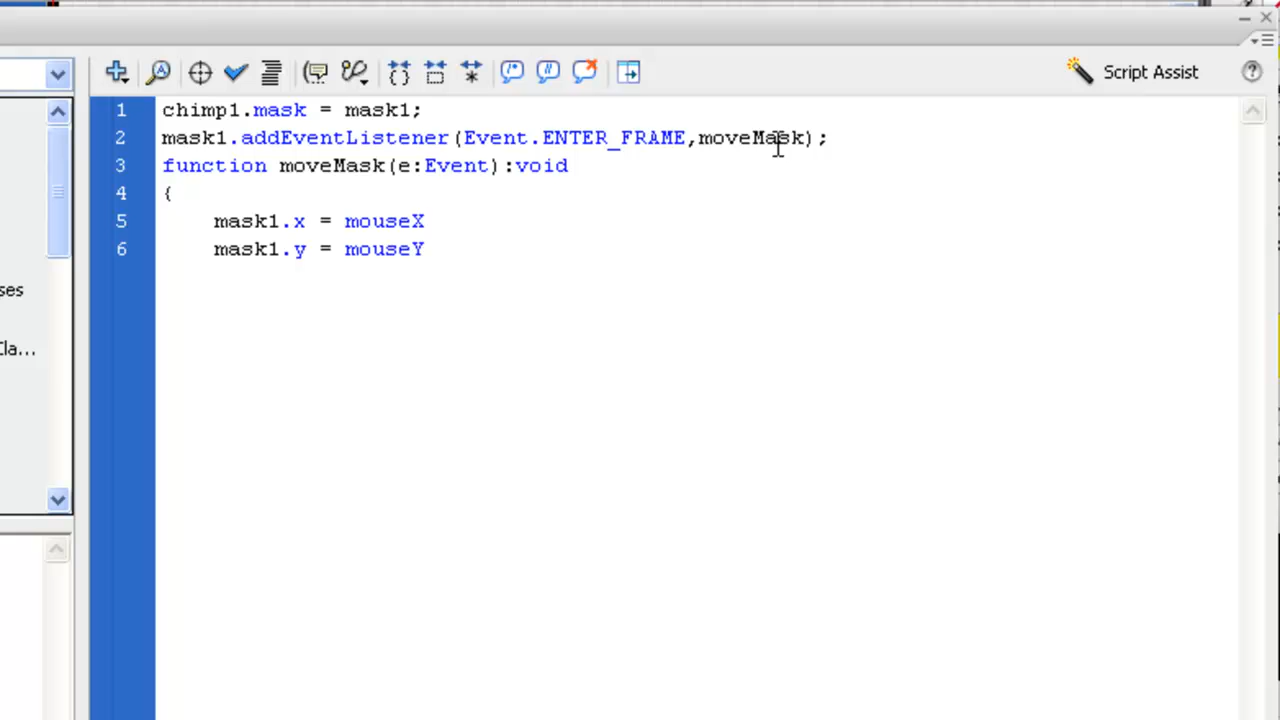 Script Assist
1 chimp1.mask = mask1;
2 mask1.addEventListener(Event.ENTER_FRAME,moveMask);
3 function moveMask(e:Event):void
4 {
5 mask1.x = mouseX
6 mask1.y = mouseY
ses
Cla...